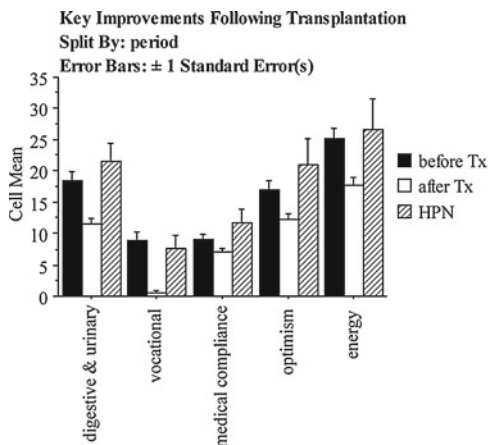 Key Improvements Following Transplantation
Split By: period
Error Bars: ± 1 Standard Error(s)
35
30
25
20
15
10
5
0
Cell Mean
before Tx
after Tx
HPN
digestive & urinary
vocational
medical compliance
optimism
energy